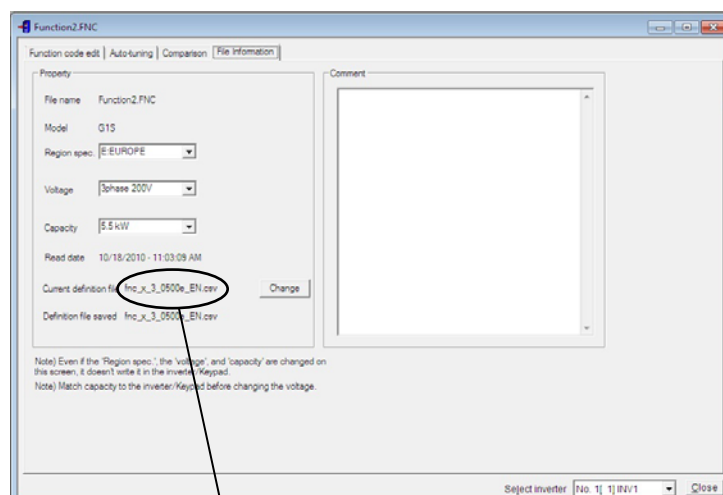 Function2.FNC
Function code edit Auto-tuning Comparison File Information
Property
File name Function2.FNC
Model G1S
Region spec. E:EUROPE
Voltage 3phase 200V
Capacity 5.5 kW
Read date 10/18/2010 - 11:03:09 AM
Current definition file fnc_x_3_0500e_EN.csv Change
Definition file saved fnc_x_3_0500e_EN.csv
Comment
Note) Even if the 'Region spec.', the 'voltage', and 'capacity' are changed on
this screen, it doesn't write it in the inverter/Keypad.
Note) Match capacity to the inverter/Keypad before changing the voltage.
Select inverter No. 1[ 1] INV1 Close